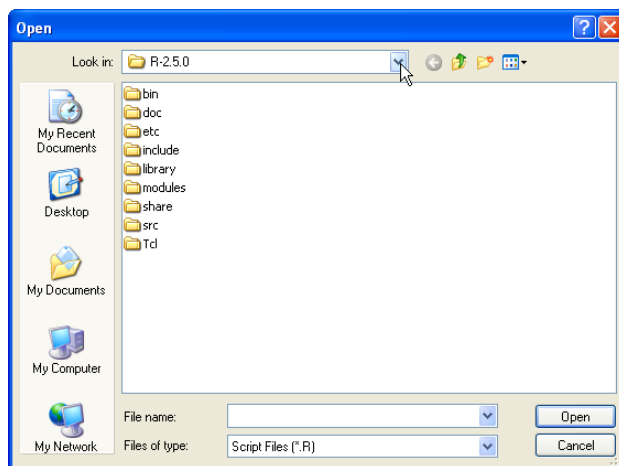 Open
Look in: R-2.5.0
bin
doc
etc
include
library
modules
share
src
Tcl
My Recent
Documents
Desktop
My Documents
My Computer
My Network
File name:
Open
Files of type: Script Files (*.R)
Cancel